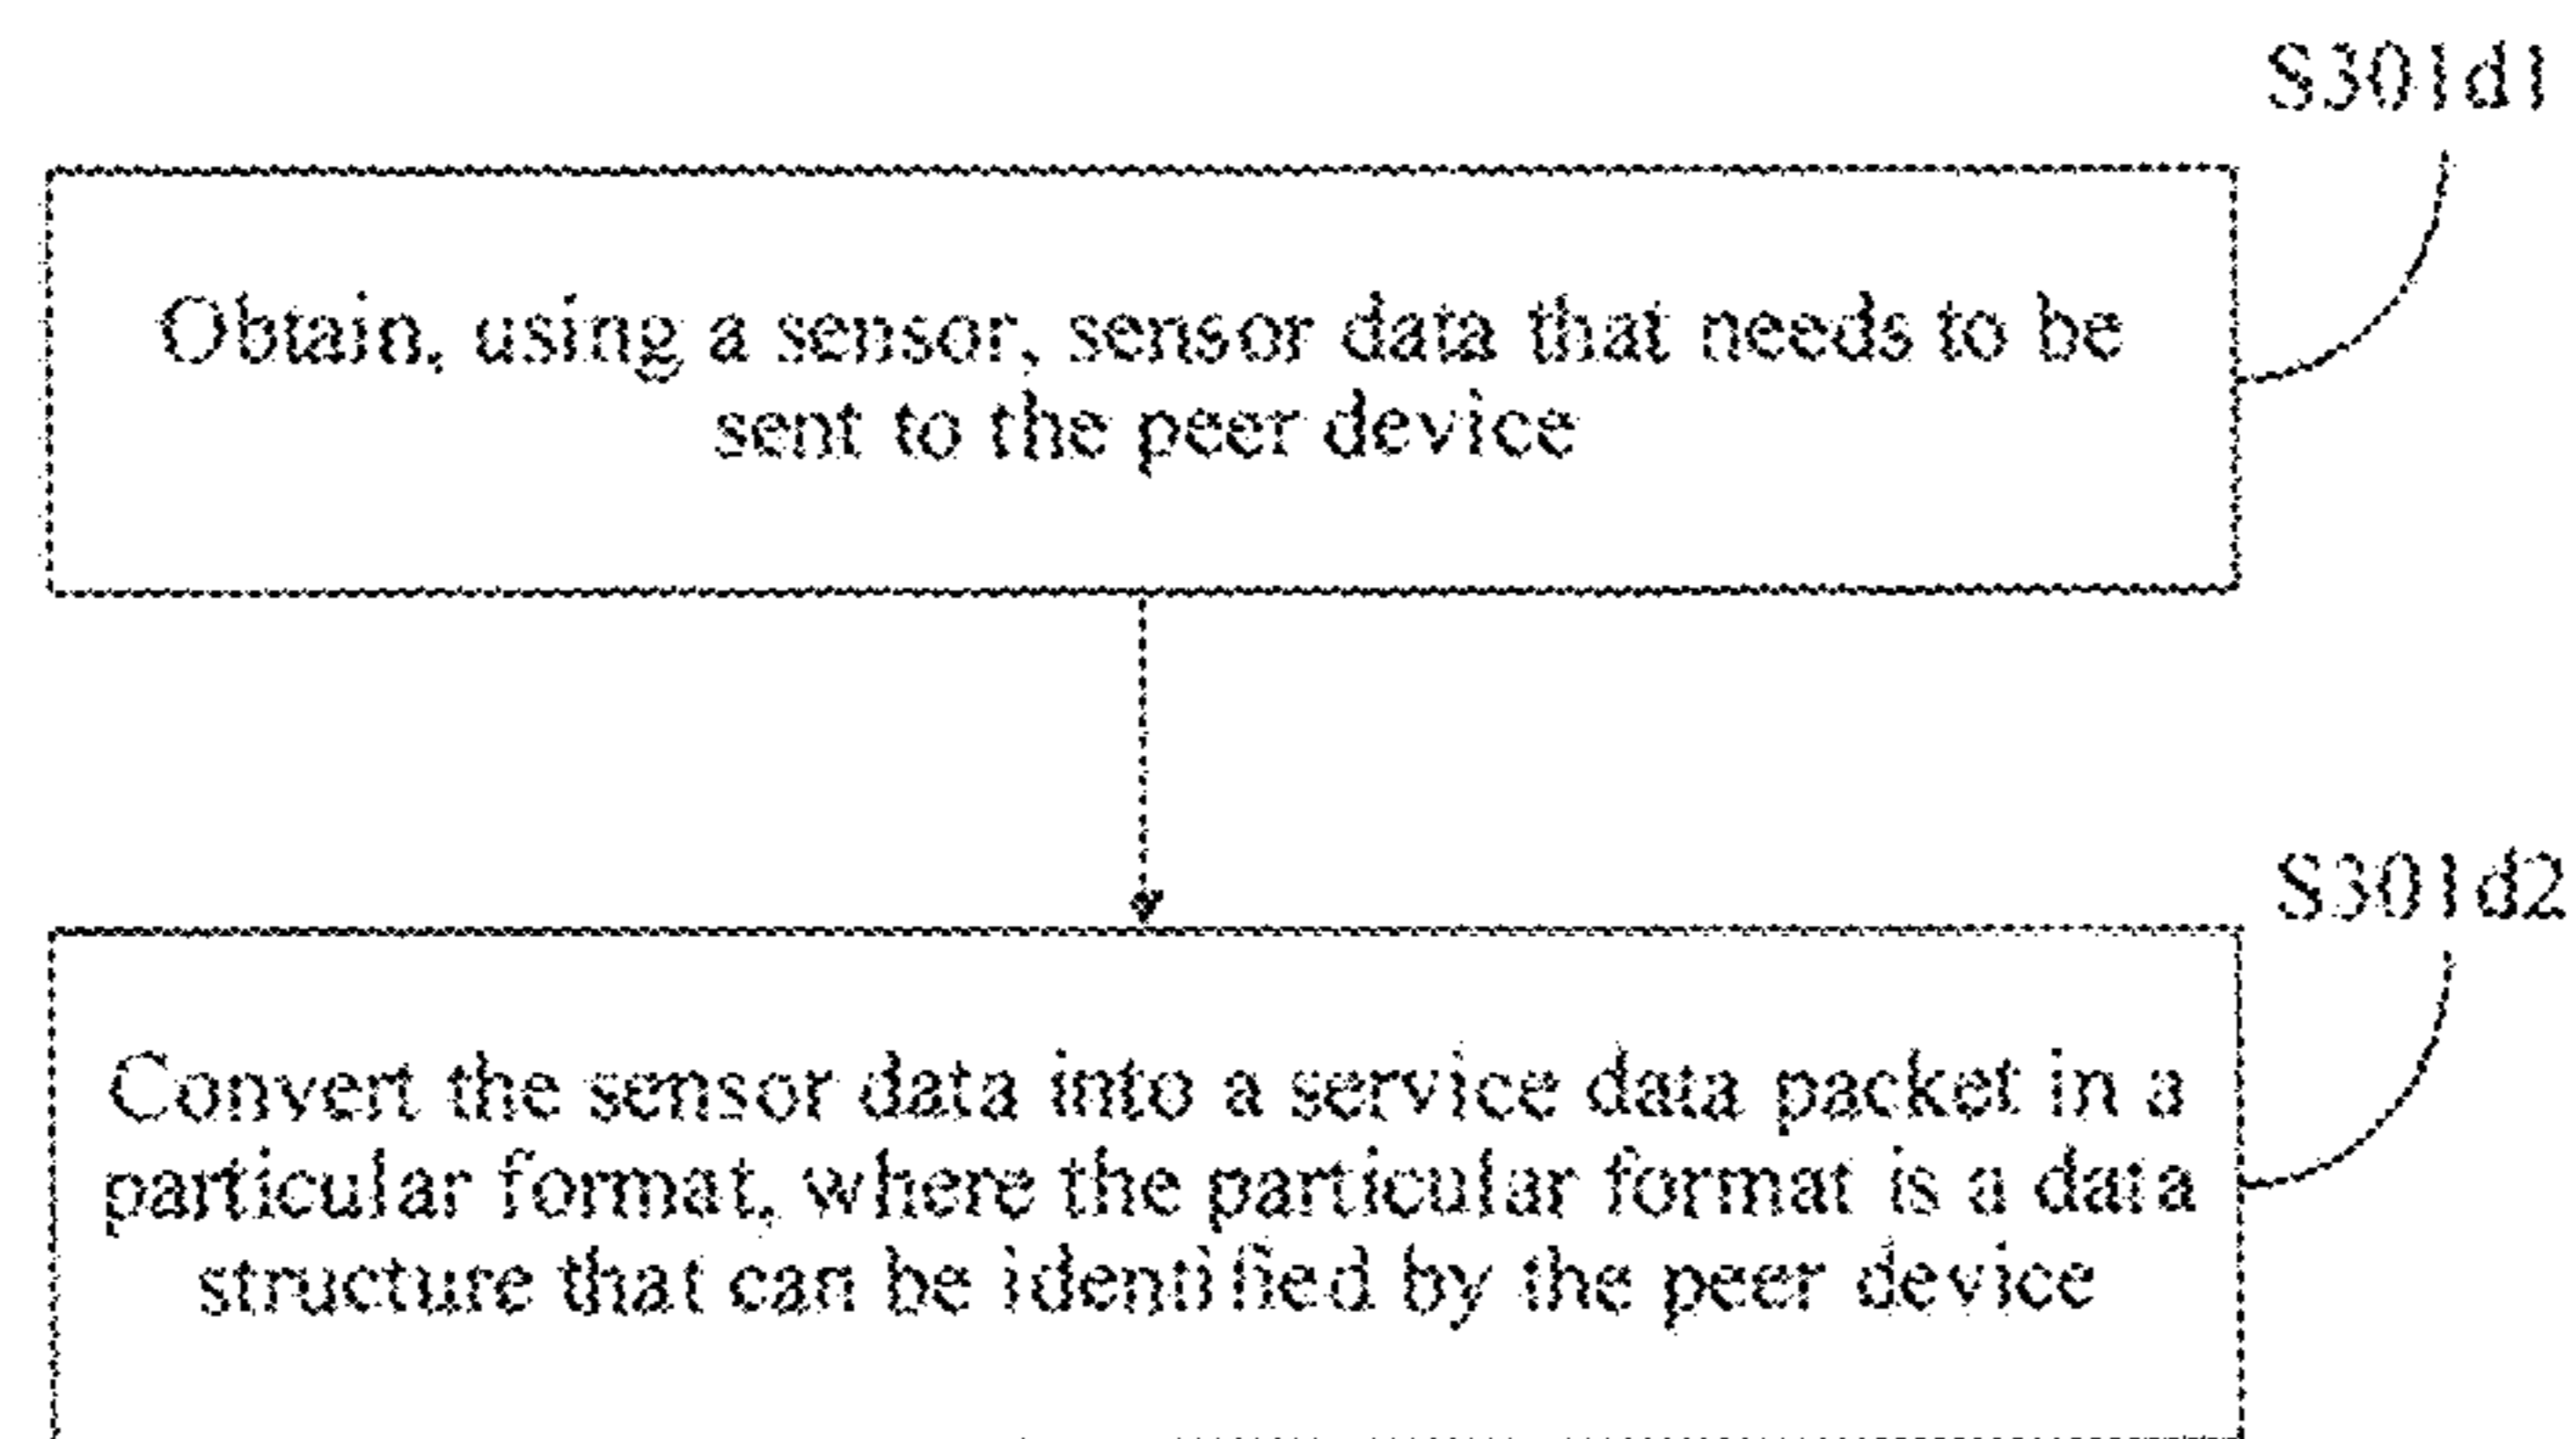 S301d1
Obtain, using a sensor, sensor data that needs to be
sent to the peer device
S301d2
Convert the sensor data into a service data packet in a
particular format, where the particular format is a data
structure that can be identified by the peer device